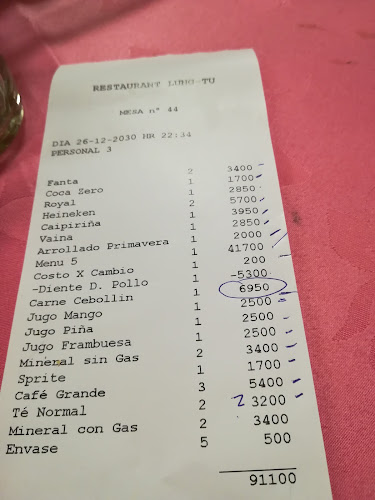 RESTAURANT LUNG-TU
MESA n° 44
DIA 26-12-2030 HR 22:34
PERSONAL 3
Fanta 2 3400
Coca Zero 1 1700
Royal 1 2850
Heineken 2 5700
Caipiriña 1 3950
Vaina 1 2850
Arrollado Primavera 1 2000
Menu 5 1 41700
Costo X Cambio 1 200
-Diente D. Pollo 1 -5300
Carne Cebollin 1 6950
Jugo Mango 1 2500
Jugo Piña 1 2500
Jugo Frambuesa 1 2500
Mineral sin Gas 2 3400
Sprite 1 1700
Café Grande 3 5400
Té Normal 2 2 3200
Mineral con Gas 2 3400
Envase 5 500
91100